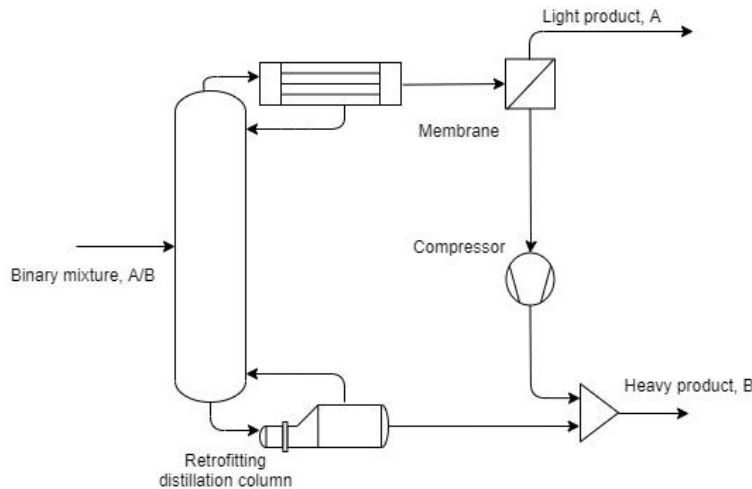 Light product, A
Membrane
Compressor
Binary mixture, A/B
Heavy product, B
Retrofitting
distillation column